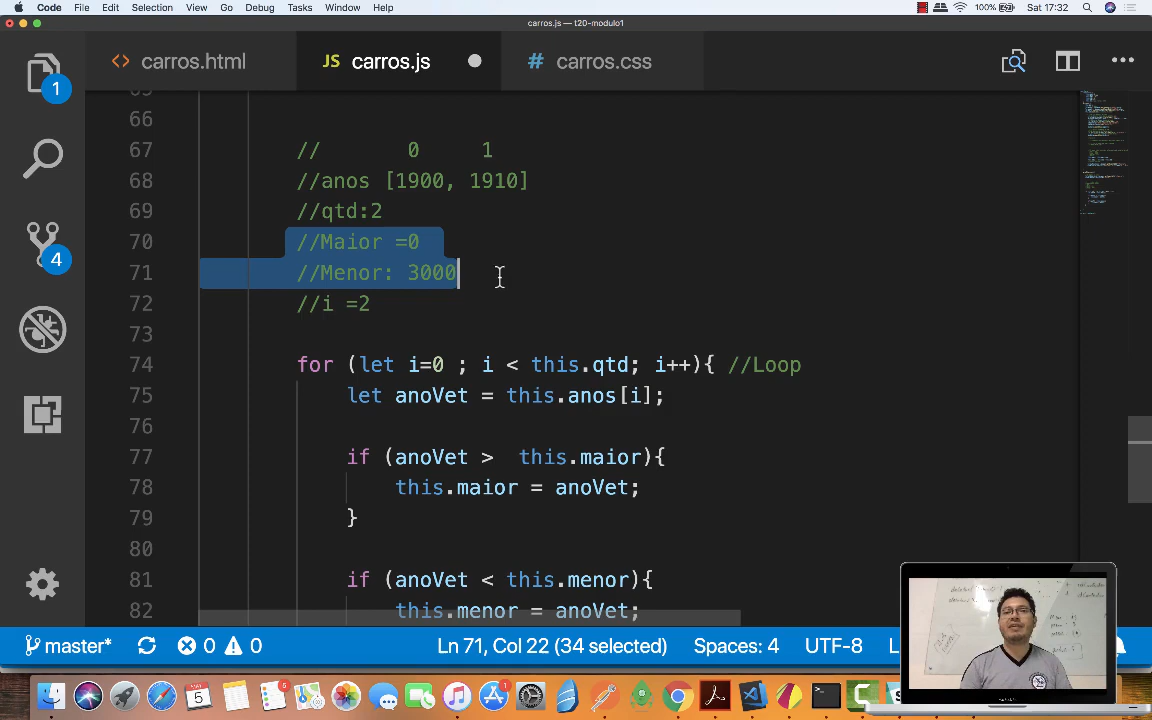 Code File Edit Selection View Go Debug Tasks Window Help 100% Sat 17:32
carros.js — t20-modulo1
<> carros.html JS carros.js # carros.css
1
4
65
66
67 // 0 1
68 //anos [1900, 1910]
69 //qtd:2
70 //Maior =0
71 //Menor: 3000
72 //i =2
73
74 for (let i=0 ; i < this.qtd; i++){ //Loop
75 let anoVet = this.anos[i];
76
77 if (anoVet > this.maior){
78 this.maior = anoVet;
79 }
80
81 if (anoVet < this.menor){
82 this.menor = anoVet;
master* 0 0 Ln 71, Col 22 (34 selected) Spaces: 4 UTF-8 L